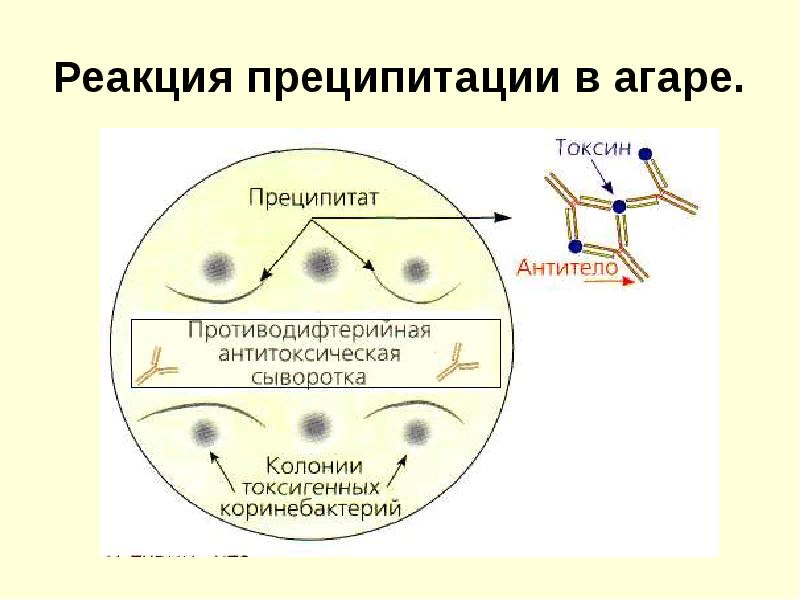 Реакция преципитации в агаре.
Токсин
Преципитат
Антитело
Противодифтерийная
антитоксическая
сыворотка
Колонии
токсигенных
коринебактерий